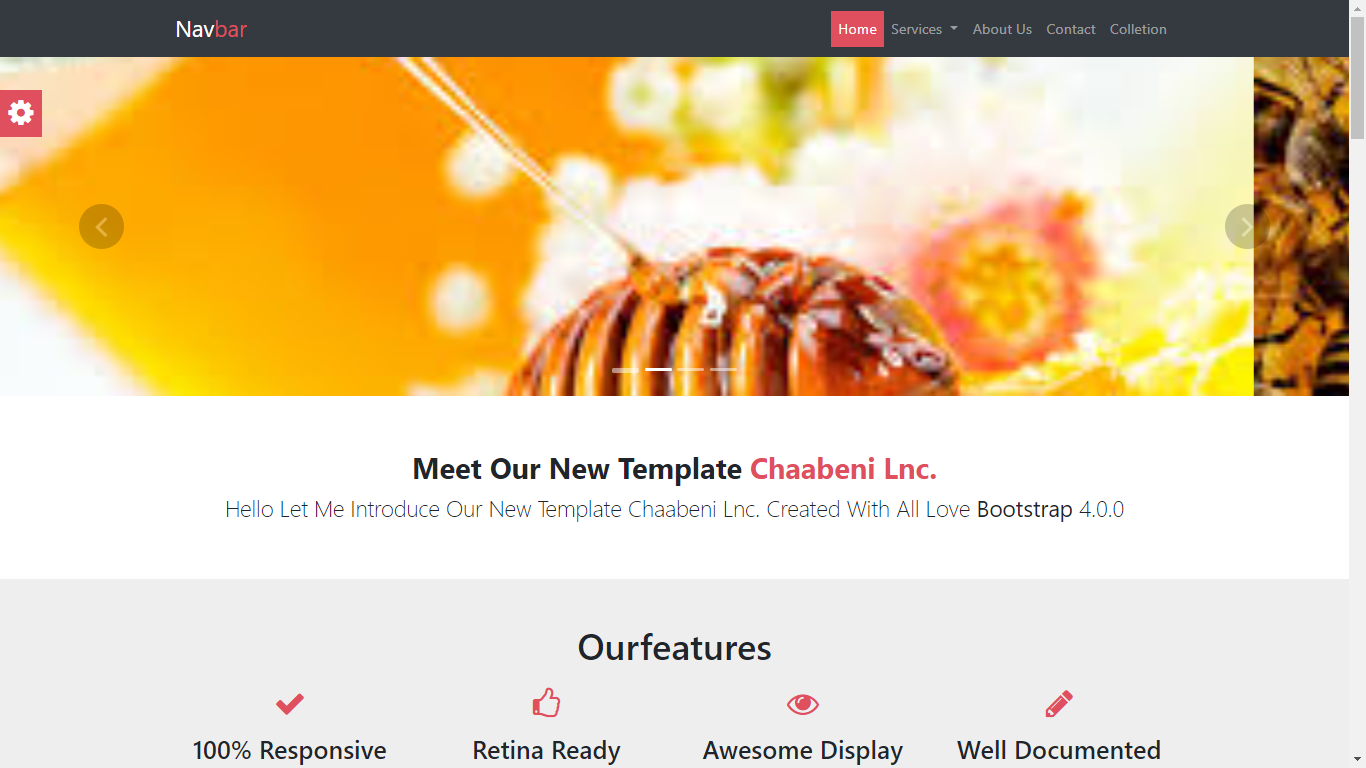 Navbar
Home Services About Us Contact Colletion
Meet Our New Template Chaabeni Lnc.
Hello Let Me Introduce Our New Template Chaabeni Lnc. Created With All Love Bootstrap 4.0.0
Ourfeatures
100% Responsive Retina Ready Awesome Display Well Documented